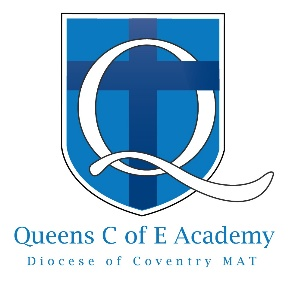 Q
Queens C of E Academy
Diocese of Coventry MAT